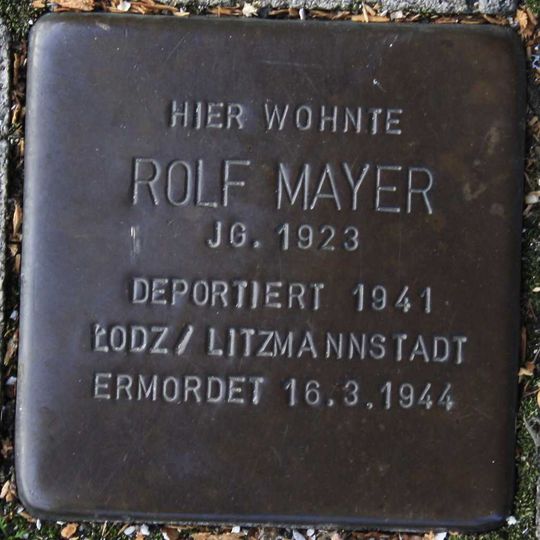 HIER WOHNTE
ROLF MAYER
JG. 1923
DEPORTIERT 1941
ŁODZ / LITZMANNSTADT
ERMORDET 16.3.1944